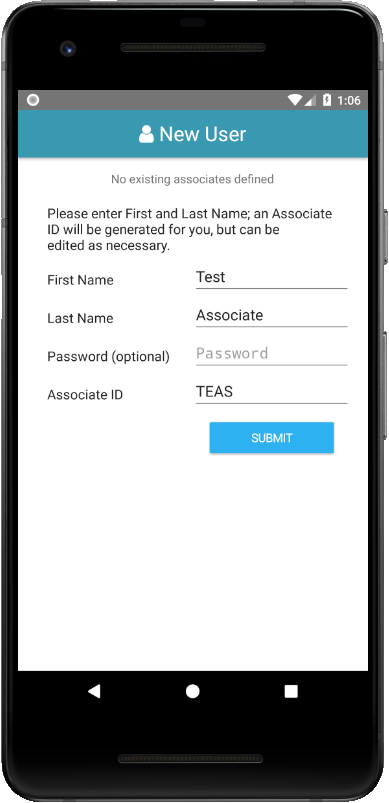 1:06
New User
No existing associates defined
Please enter First and Last Name; an Associate
ID will be generated for you, but can be
edited as necessary.
First Name Test
Last Name Associate
Password (optional) Password
Associate ID TEAS
SUBMIT